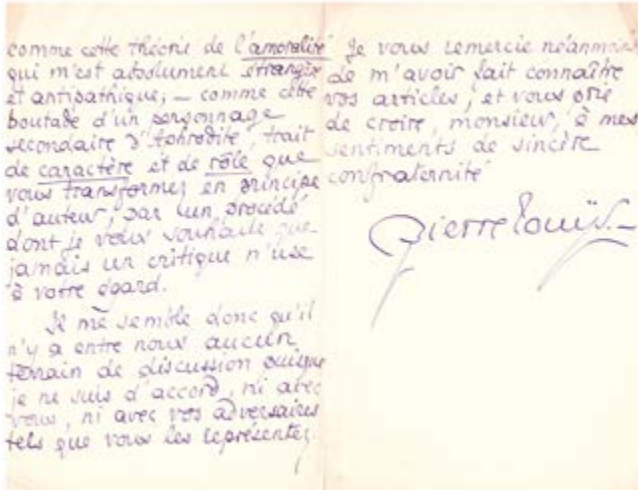 comme cette théorie de l'amoralité
qui m'est absolument étrangère
et antipathique; — comme cette
boutade d'un personnage
secondaire d'Aphrodite, trait
de caractère et de rôle que
vous transformez en principe
d'auteur, par un procédé
dont je vous souhaite que
jamais un critique n'use
à votre égard.
Il me semble donc qu'il
n'y a entre nous aucun
terrain de discussion puisque
je ne suis d'accord, ni avec
vous, ni avec vos adversaires
tels que vous les représentez.
Je vous remercie néanmoins
de m'avoir fait connaître
vos articles, et vous prie
de croire, monsieur, à mes
sentiments de sincère
confraternité
Pierre Louÿs.